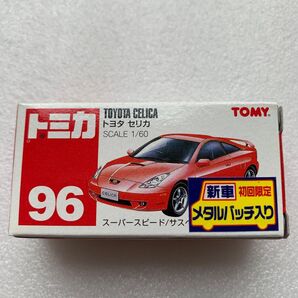 トミカ
96
TOYOTA CELICA
トヨタ セリカ
SCALE 1/60
TOMY
CELICA
新車 初回限定
メタルバッチ入り
スーパースピード/サスペ